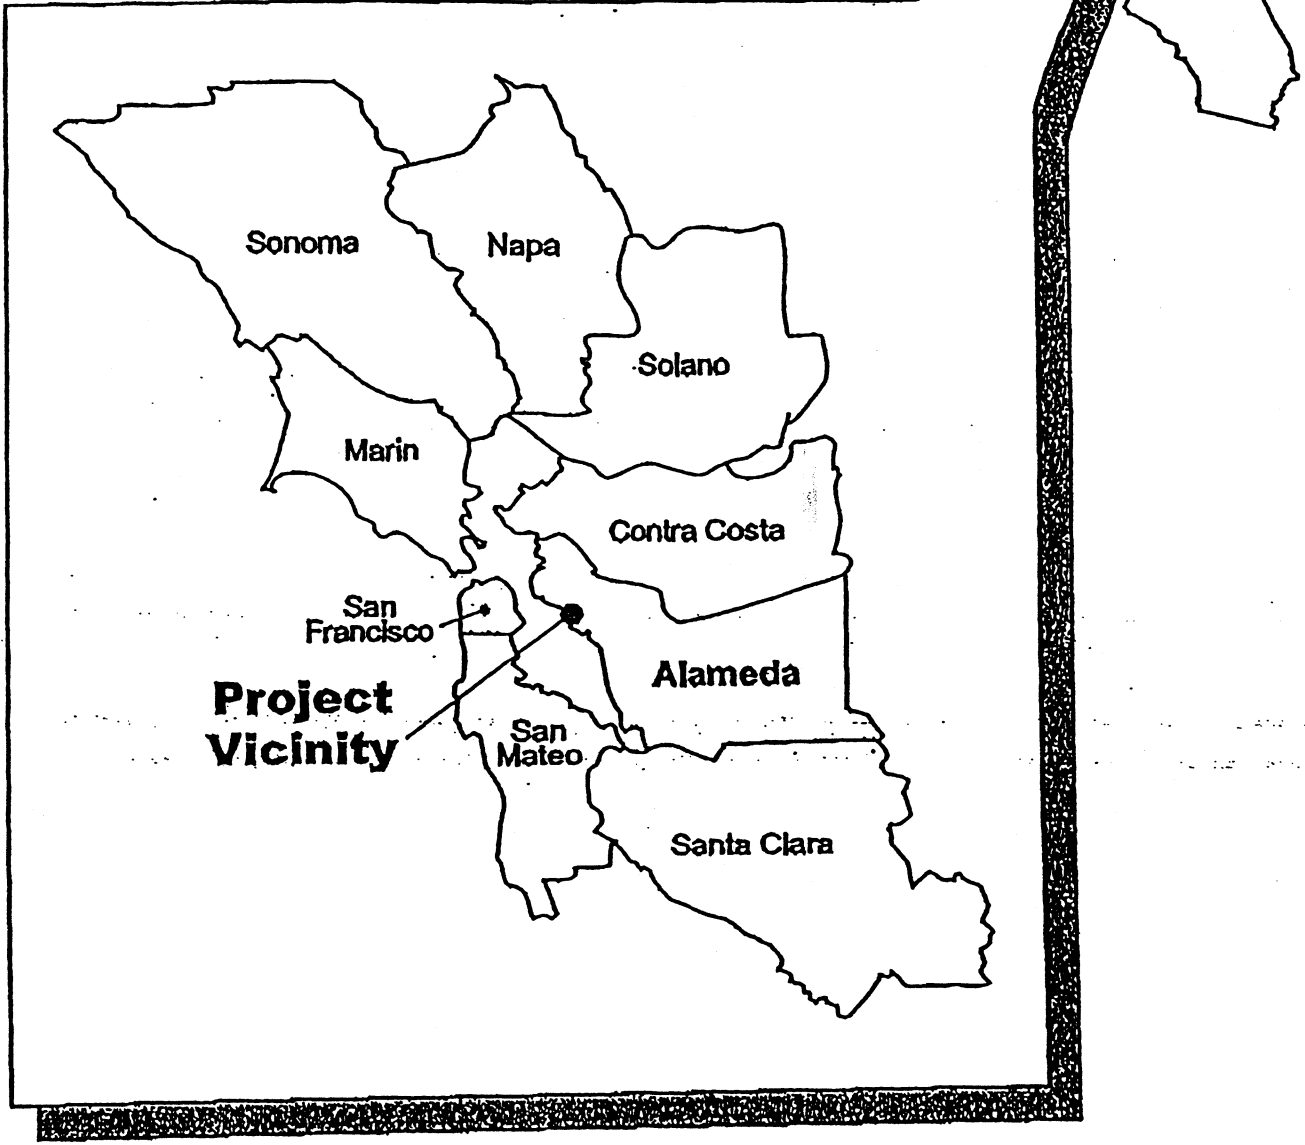 Sonoma
Napa
Solano
Marin
Contra Costa
San
Francisco
Alameda
Project
Vicinity
San
Mateo
Santa Clara